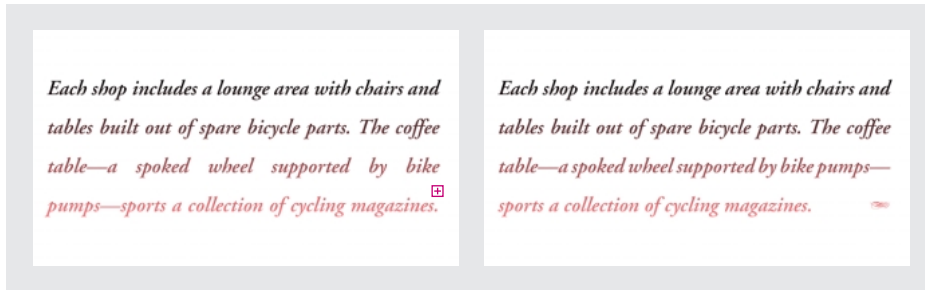 Each shop includes a lounge area with chairs and
tables built out of spare bicycle parts. The coffee
table—a spoked wheel supported by bike
pumps—sports a collection of cycling magazines.
Each shop includes a lounge area with chairs and
tables built out of spare bicycle parts. The coffee
table—a spoked wheel supported by bike pumps—
sports a collection of cycling magazines.